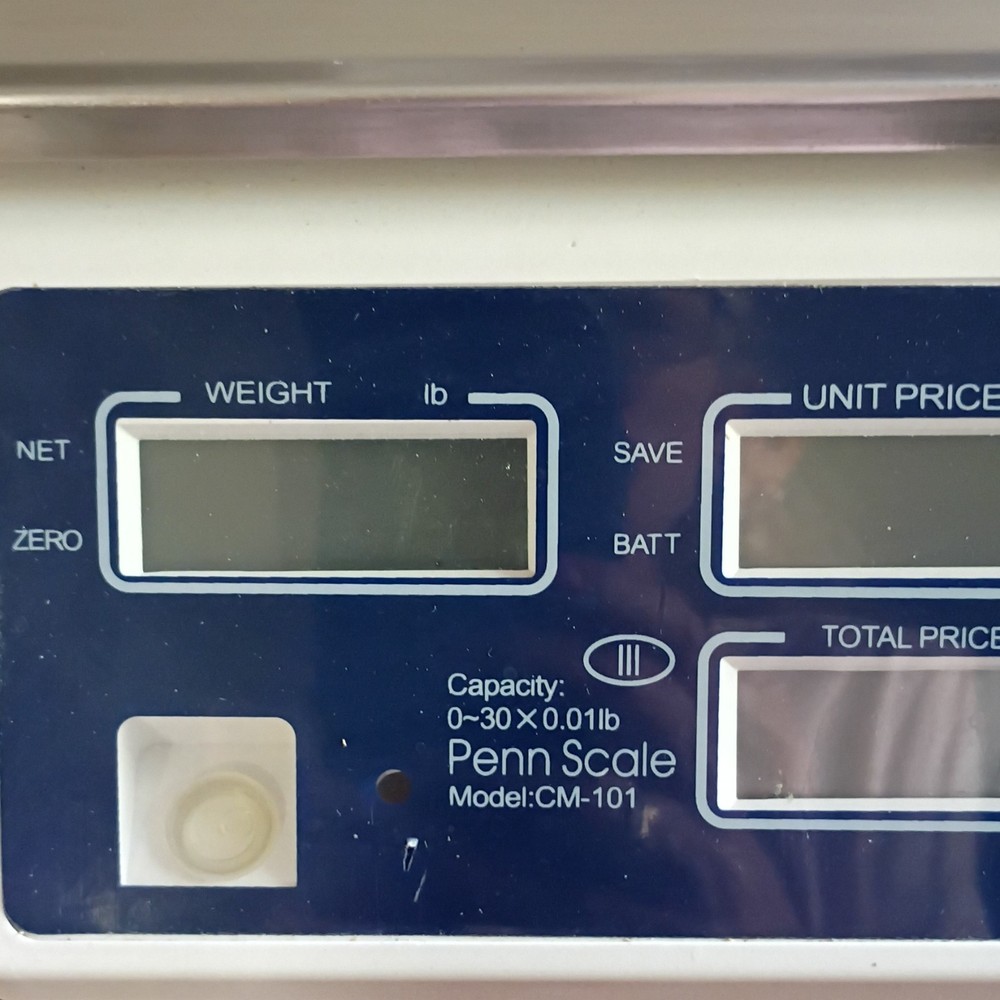 WEIGHT lb
UNIT PRICE
NET
SAVE
ZERO
BATT
TOTAL PRICE
III
Capacity:
0~30×0.01lb
Penn Scale
Model:CM-101